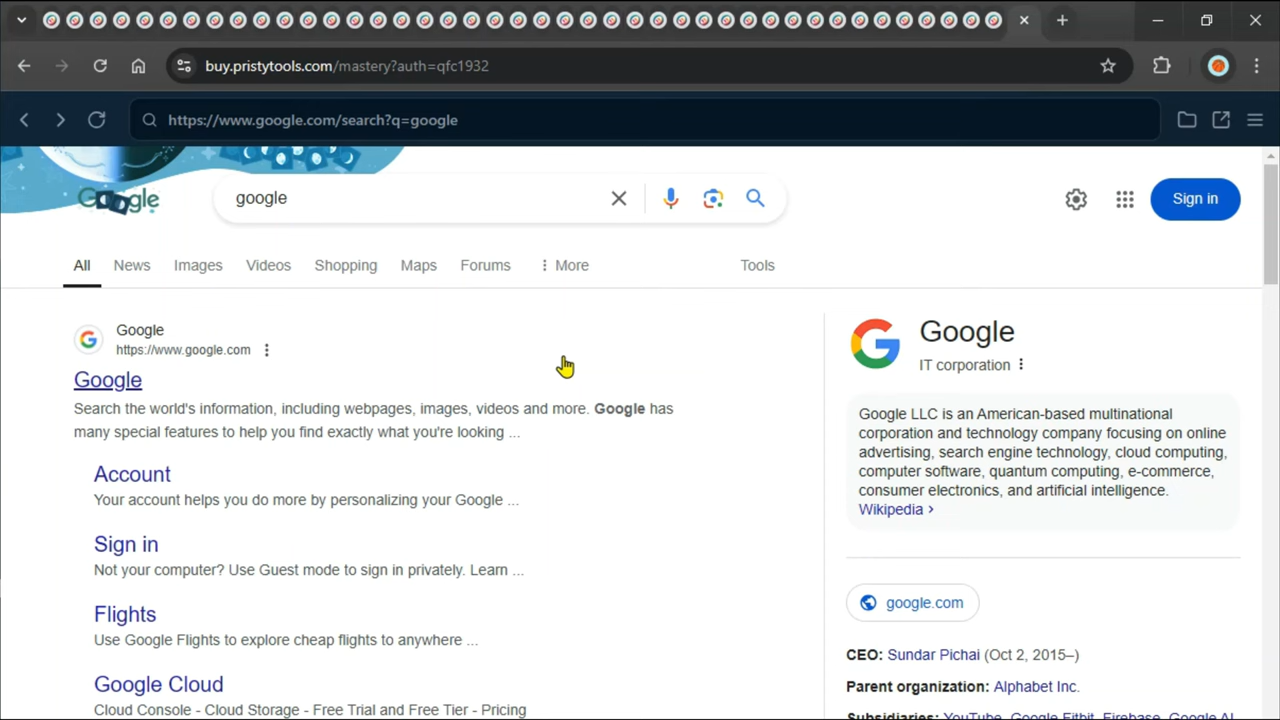 buy.pristytools.com/mastery?auth=qfc1932
https://www.google.com/search?q=google
Google
google
Sign in
All
News
Images
Videos
Shopping
Maps
Forums
More
Tools
Google
https://www.google.com
Google
Search the world's information, including webpages, images, videos and more. Google has
many special features to help you find exactly what you're looking ...
Account
Your account helps you do more by personalizing your Google ...
Sign in
Not your computer? Use Guest mode to sign in privately. Learn ...
Flights
Use Google Flights to explore cheap flights to anywhere ...
Google Cloud
Cloud Console - Cloud Storage - Free Trial and Free Tier - Pricing
Google
IT corporation
Google LLC is an American-based multinational
corporation and technology company focusing on online
advertising, search engine technology, cloud computing,
computer software, quantum computing, e-commerce,
consumer electronics, and artificial intelligence.
Wikipedia ›
google.com
CEO: Sundar Pichai (Oct 2, 2015–)
Parent organization: Alphabet Inc.
Subsidiaries: YouTube, Google Fitbit, Firebase, Google AI,